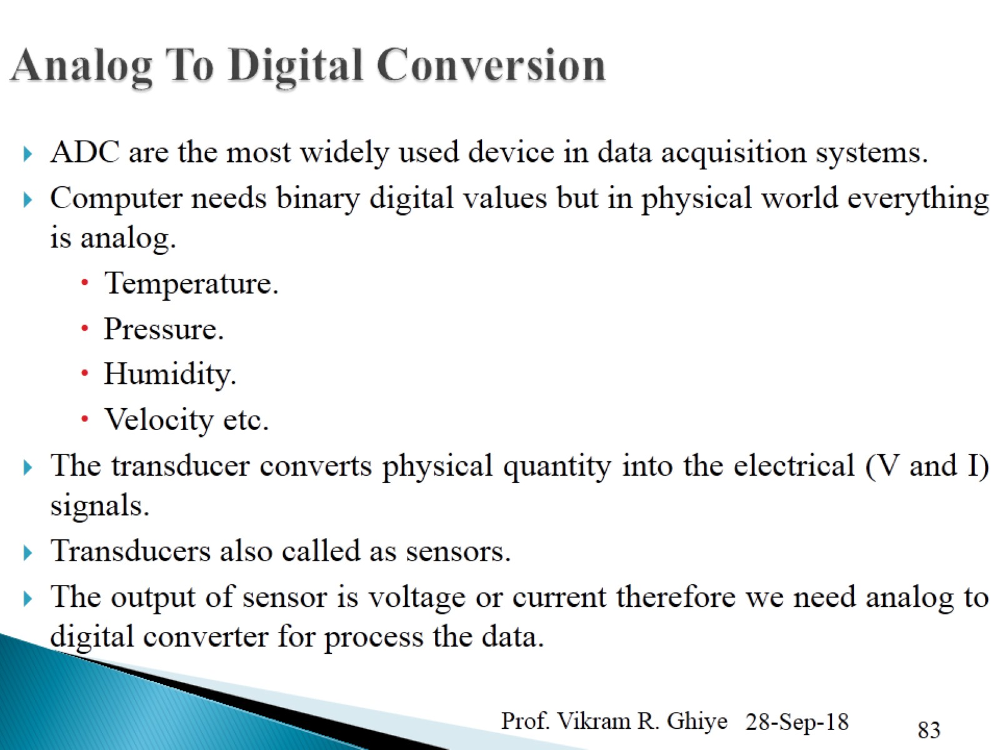 Analog To Digital Conversion
ADC are the most widely used device in data acquisition systems.
Computer needs binary digital values but in physical world everything
is analog.
Temperature.
Pressure.
Humidity.
Velocity etc.
The transducer converts physical quantity into the electrical (V and I)
signals.
Transducers also called as sensors.
The output of sensor is voltage or current therefore we need analog to
digital converter for process the data.
Prof. Vikram R. Ghiye 28-Sep-18 83